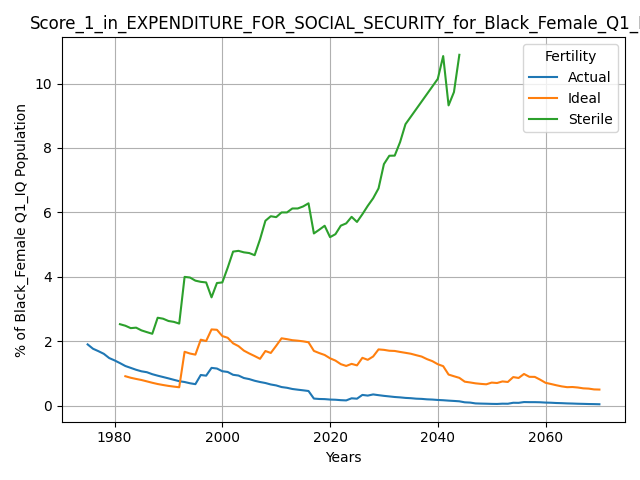 Score_1_in_EXPENDITURE_FOR_SOCIAL_SECURITY_for_Black_Female_Q1_I
Fertility
Actual
Ideal
Sterile
% of Black_Female Q1_IQ Population
10
8
6
4
2
0
1980 2000 2020 2040 2060
Years